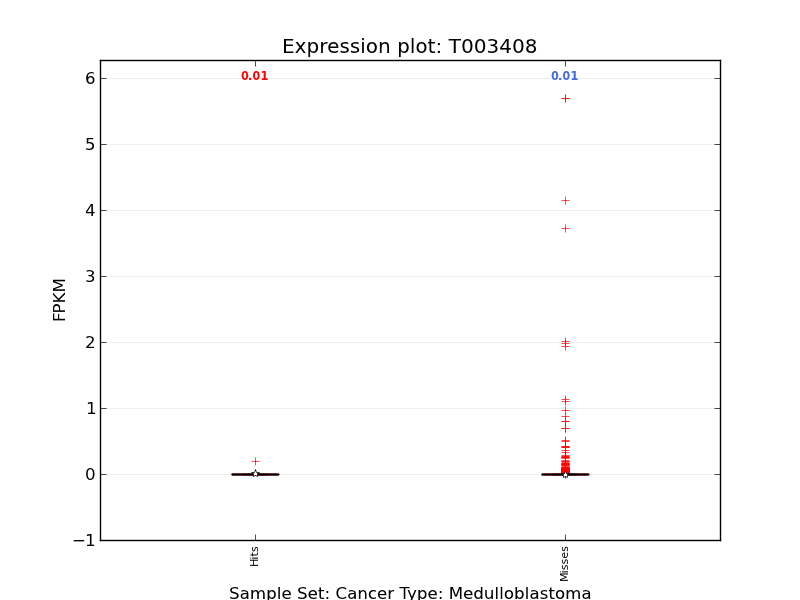 Expression plot: T003408
0.01
0.01
6
5
4
3
2
1
0
−1
FPKM
Hits
Misses
Sample Set: Cancer Type: Medulloblastoma